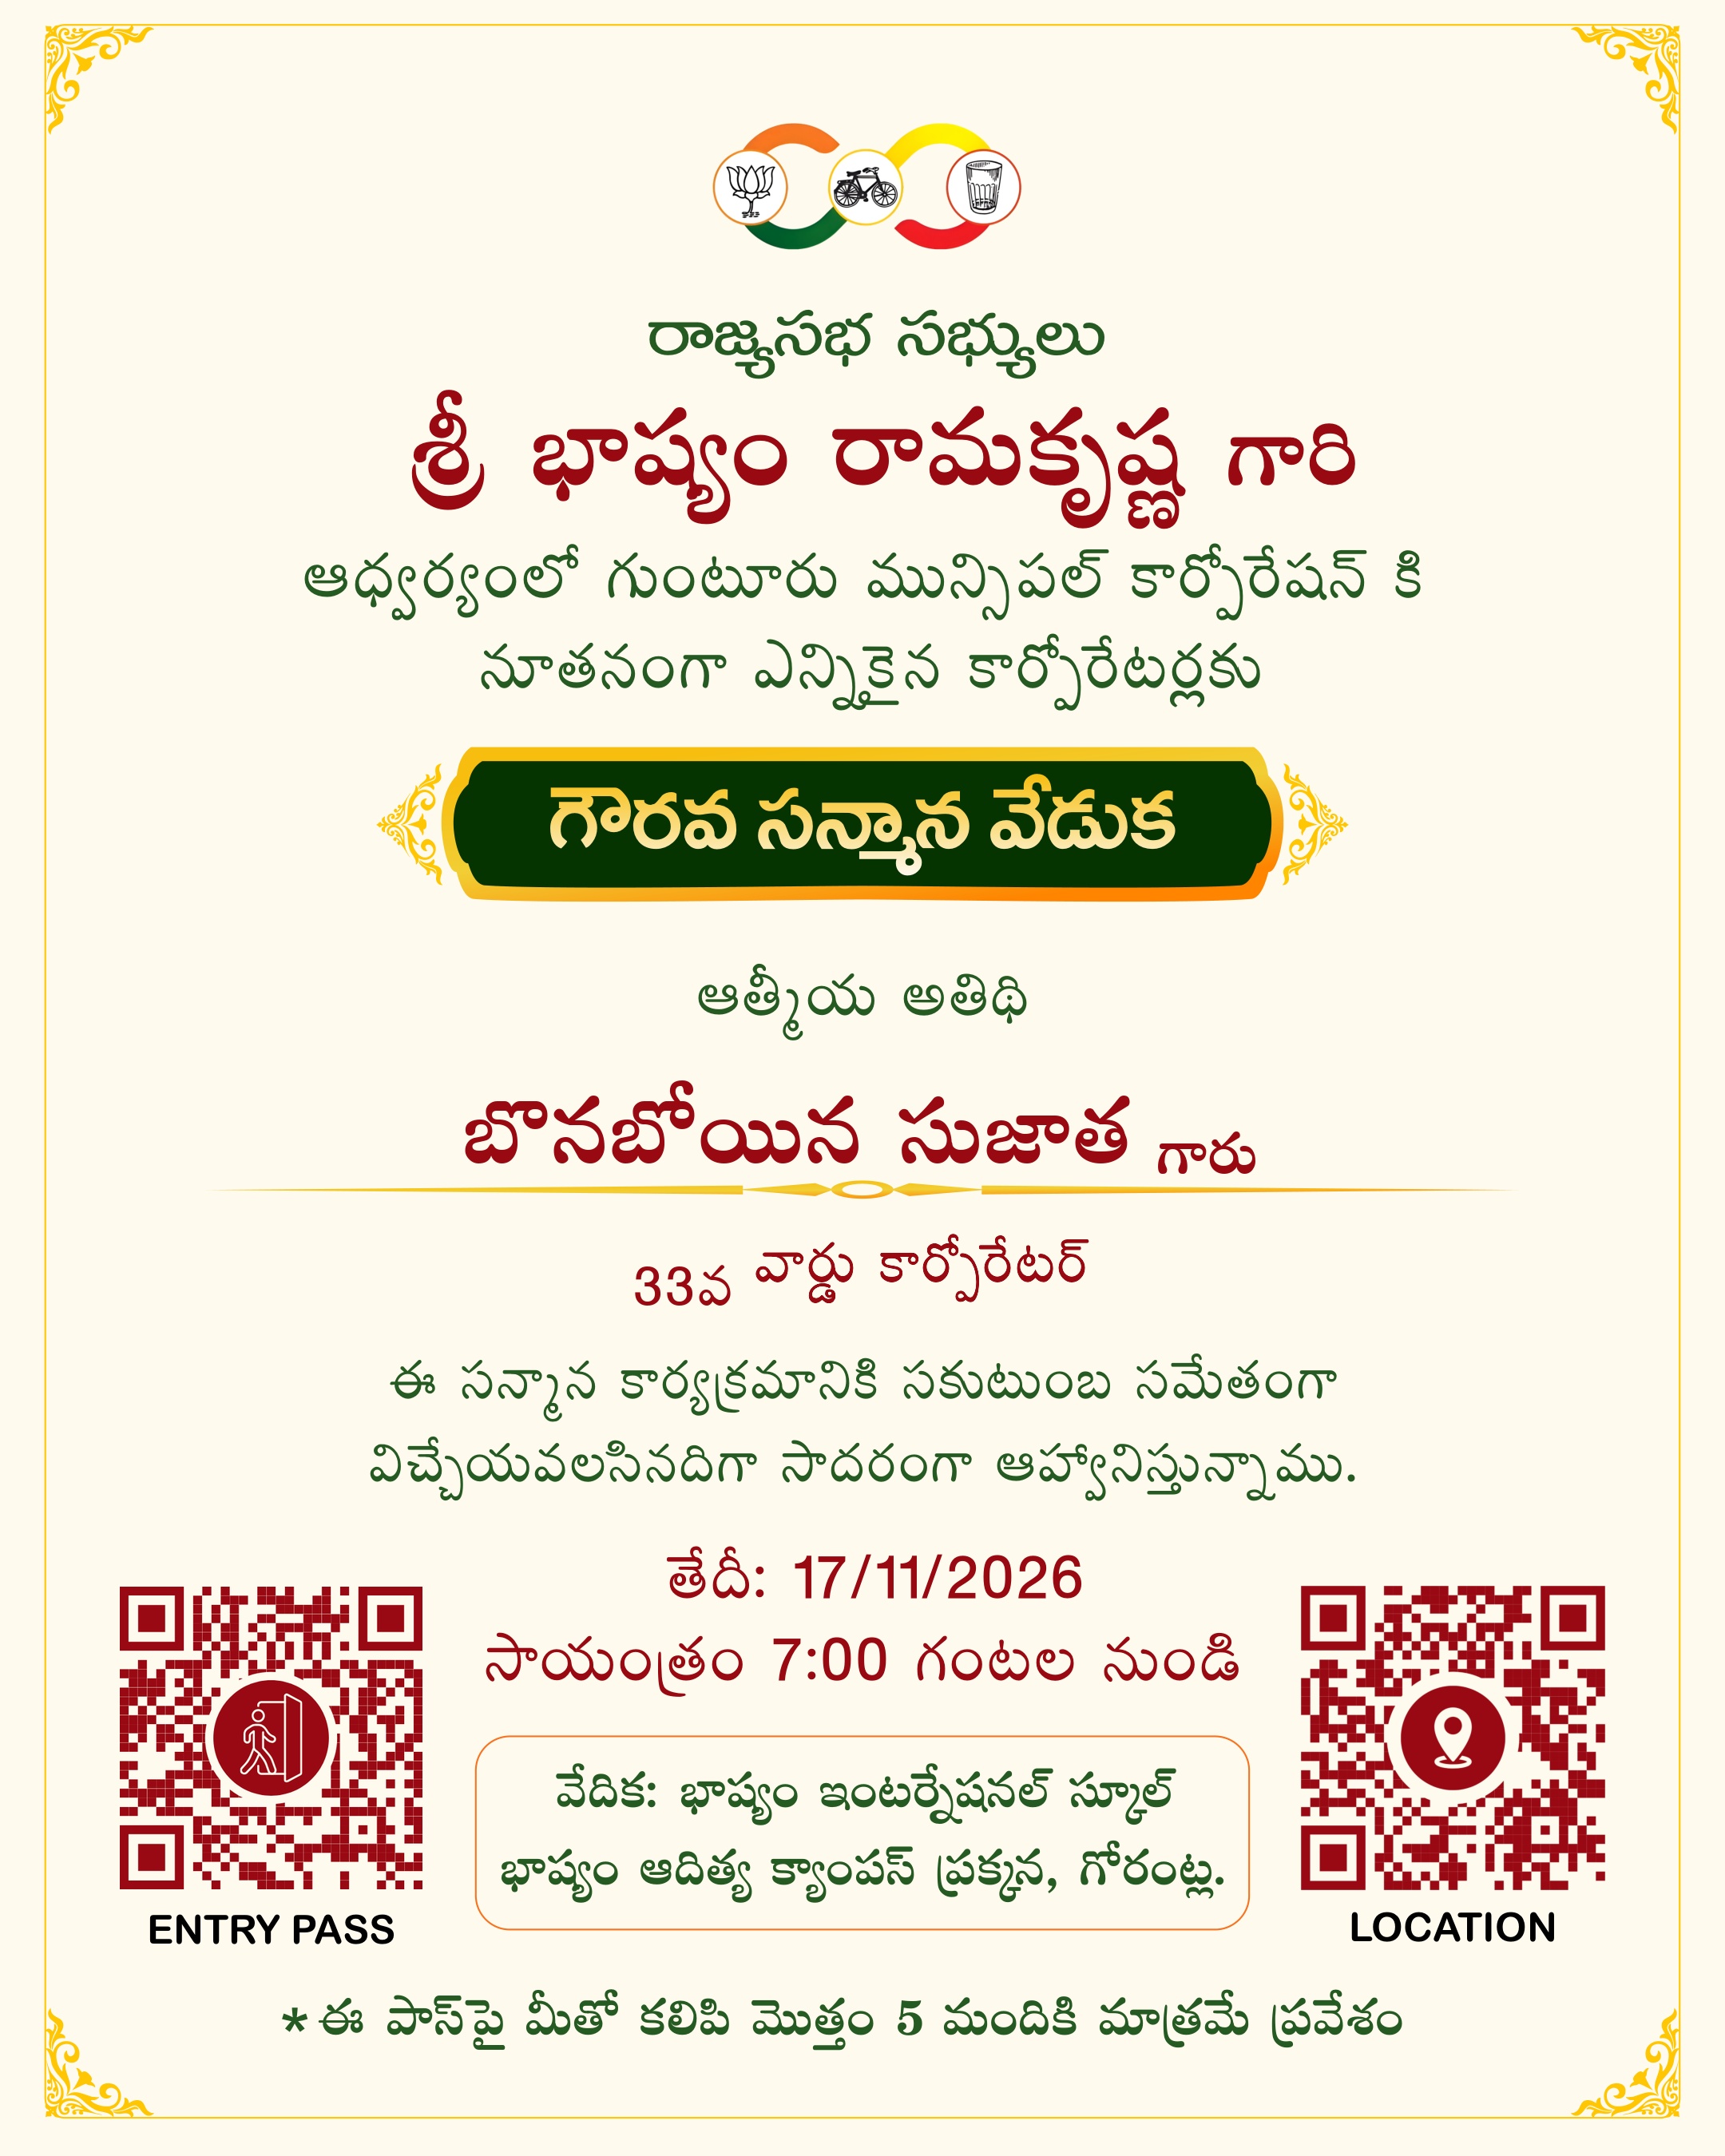 రాజ్యసభ సభ్యులు
శ్రీ భాష్యం రామకృష్ణ గారి
ఆధ్వర్యంలో గుంటూరు మున్సిపల్ కార్పోరేషన్ కి
నూతనంగా ఎన్నికైన కార్పోరేటర్లకు
గౌరవ సన్మాన వేడుక
ఆత్మీయ అతిథి
బొనబోయిన సుజాత గారు
33వ వార్డు కార్పోరేటర్
ఈ సన్మాన కార్యక్రమానికి సకుటుంబ సమేతంగా
విచ్చేయవలసినదిగా సాదరంగా ఆహ్వానిస్తున్నాము.
తేదీ: 17/11/2026
సాయంత్రం 7:00 గంటల నుండి
వేదిక: భాష్యం ఇంటర్నేషనల్ స్కూల్
భాష్యం ఆదిత్య క్యాంపస్ ప్రక్కన, గోరంట్ల.
ENTRY PASS
LOCATION
*ఈ పాస్‌పై మీతో కలిపి మొత్తం 5 మందికి మాత్రమే ప్రవేశం